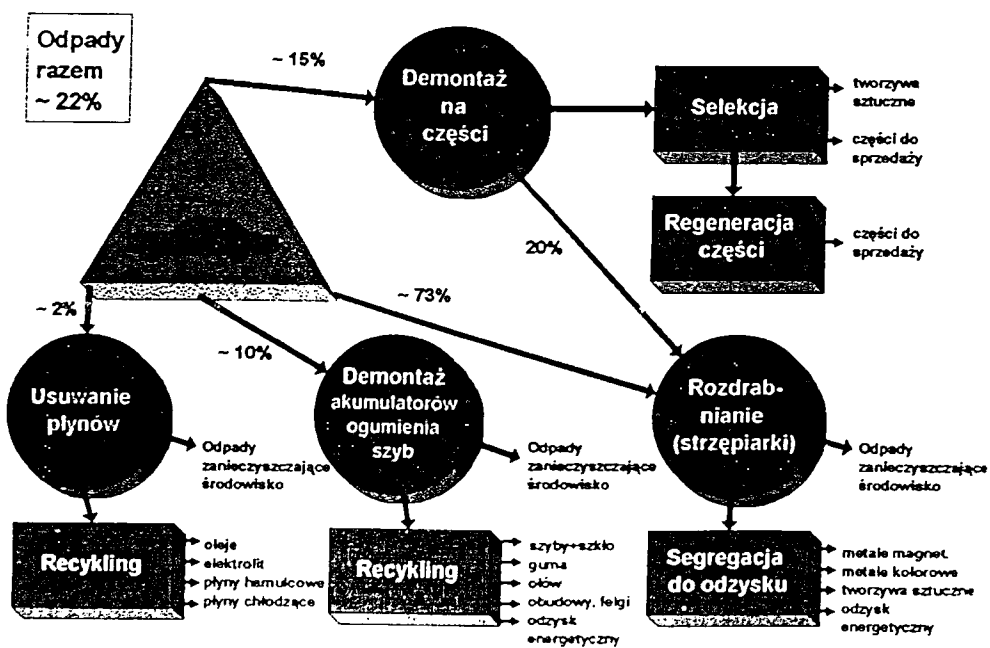 Odpady
razem
~ 22%
~ 15%
Demontaż
na
części
Selekcja
tworzywa
sztuczne
części do
sprzedaży
Regeneracja
części
części do
sprzedaży
20%
~ 73%
~ 2%
~ 10%
Usuwanie
płynów
Odpady
zanieczyszczające
środowisko
Demontaż
akumulatorów
ogumienia
szyb
Odpady
zanieczyszczające
środowisko
Rozdrab-
nianie
(strzępiarki)
Odpady
zanieczyszczające
środowisko
Recykling
oleje
elektrolit
płyny hamulcowe
płyny chłodzące
Recykling
szyby+szkło
guma
ołów
obudowy, felgi
odzysk
energetyczny
Segregacja
do odzysku
metale magnet.
metale kolorowe
tworzywa sztuczne
odzysk
energetyczny